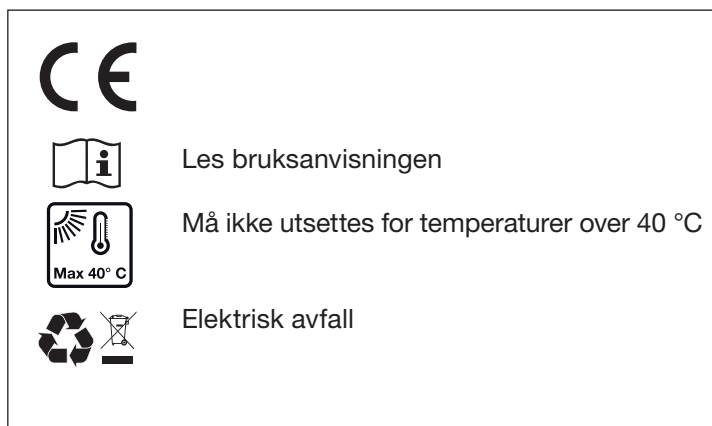 CE
Les bruksanvisningen
Må ikke utsettes for temperaturer over 40 °C
Max 40° C
Elektrisk avfall